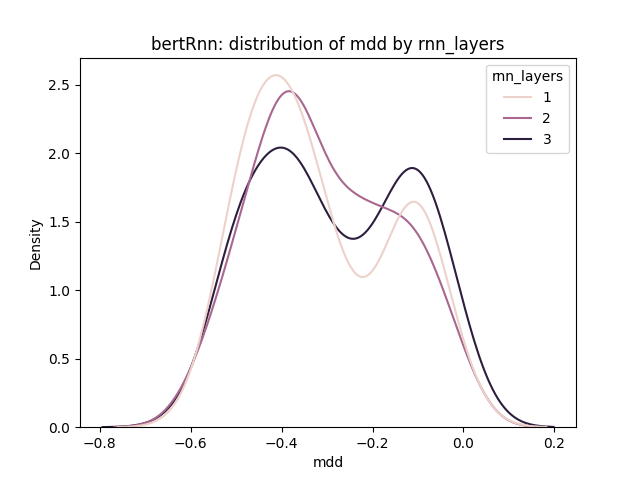 bertRnn: distribution of mdd by rnn_layers
rnn_layers
1
2
3
Density
2.5
2.0
1.5
1.0
0.5
0.0
−0.8 −0.6 −0.4 −0.2 0.0 0.2
mdd